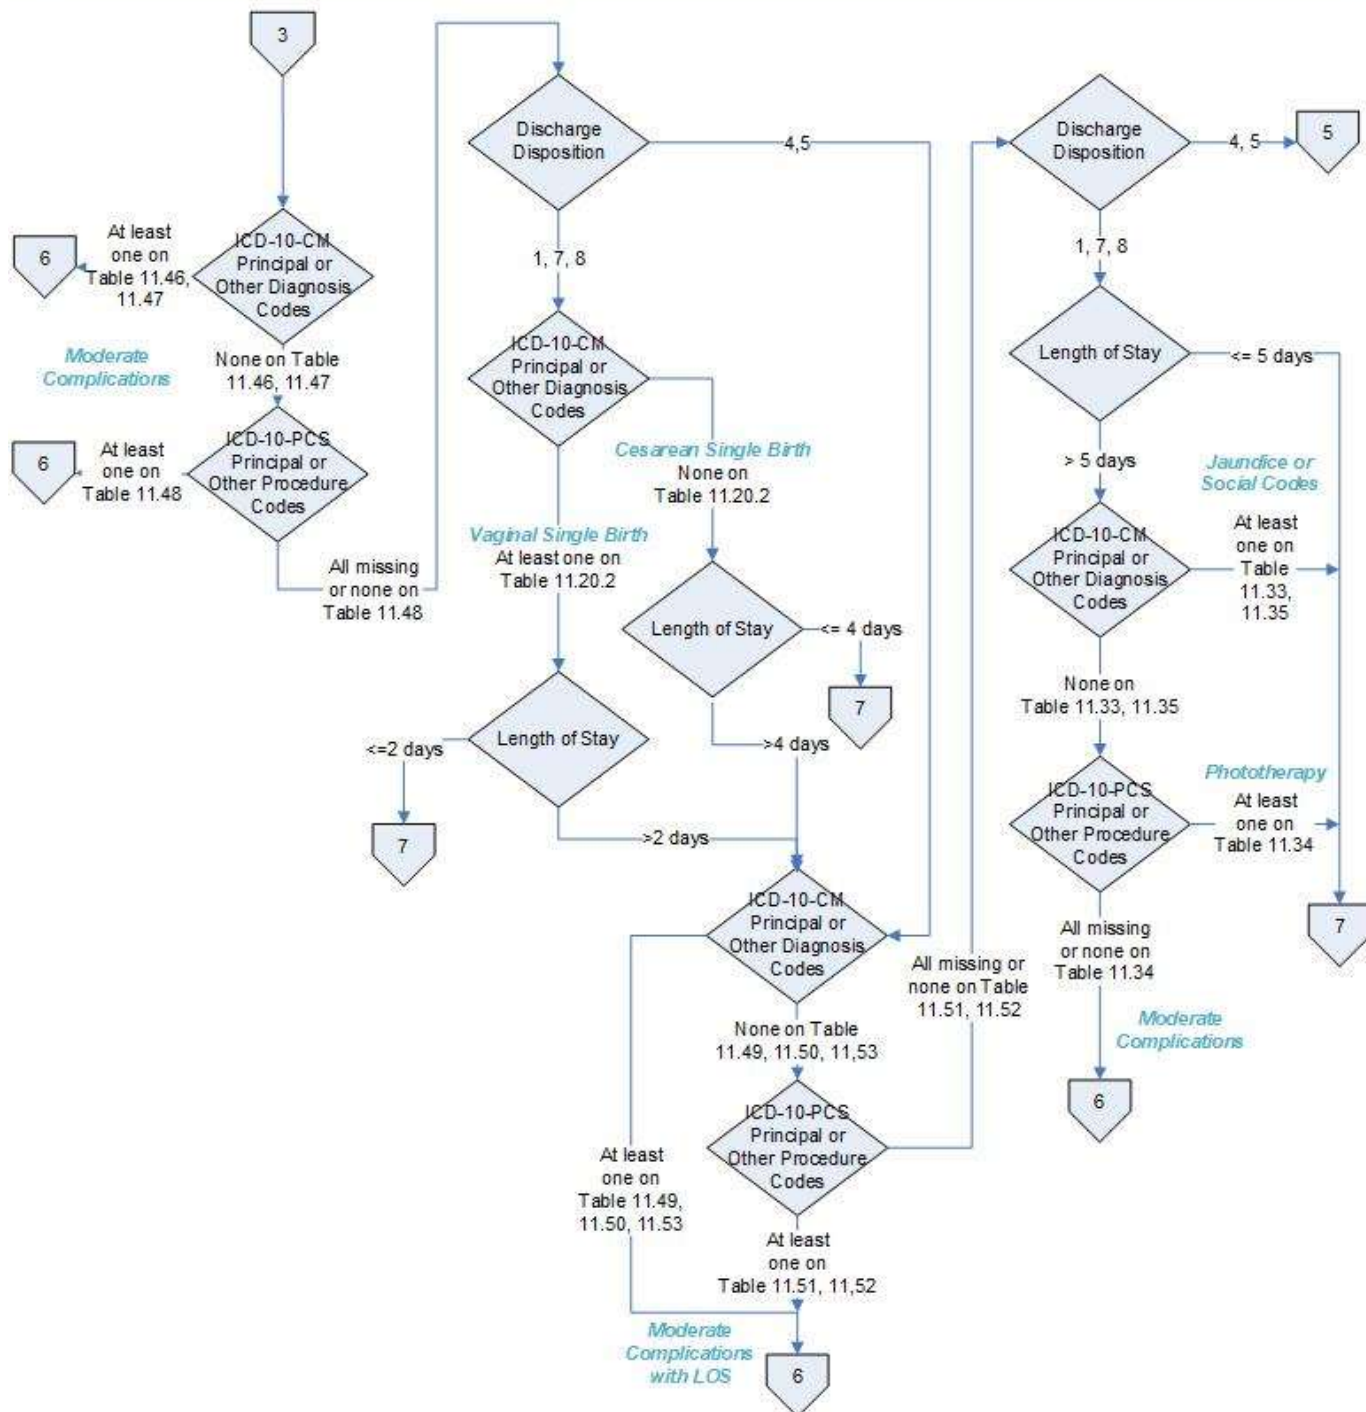 3
ICD-10-CM
Principal or
Other Diagnosis
Codes
At least
one on
Table 11.46,
11.47
6
Moderate
Complications
None on Table
11.46, 11.47
ICD-10-PCS
Principal or
Other Procedure
Codes
At least
one on
Table 11.48
6
All missing
or none on
Table 11.48
Discharge
Disposition
4,5
1, 7, 8
ICD-10-CM
Principal or
Other Diagnosis
Codes
Cesarean Single Birth
None on
Table 11.20.2
Vaginal Single Birth
At least one on
Table 11.20.2
Length of Stay
<= 4 days
7
>4 days
Length of Stay
<=2 days
7
>2 days
ICD-10-CM
Principal or
Other Diagnosis
Codes
None on Table
11.49, 11.50, 11,53
ICD-10-PCS
Principal or
Other Procedure
Codes
At least
one on
Table 11.49,
11.50, 11.53
At least
one on
Table 11.51, 11,52
Moderate
Complications
with LOS
6
All missing or
none on Table
11.51, 11.52
Discharge
Disposition
4, 5
5
1, 7, 8
Length of Stay
<= 5 days
> 5 days
Jaundice or
Social Codes
ICD-10-CM
Principal or
Other Diagnosis
Codes
At least
one on
Table
11.33,
11.35
None on
Table 11.33, 11.35
Phototherapy
ICD-10-PCS
Principal or
Other Procedure
Codes
At least
one on
Table 11.34
7
All missing
or none on
Table 11.34
Moderate
Complications
6